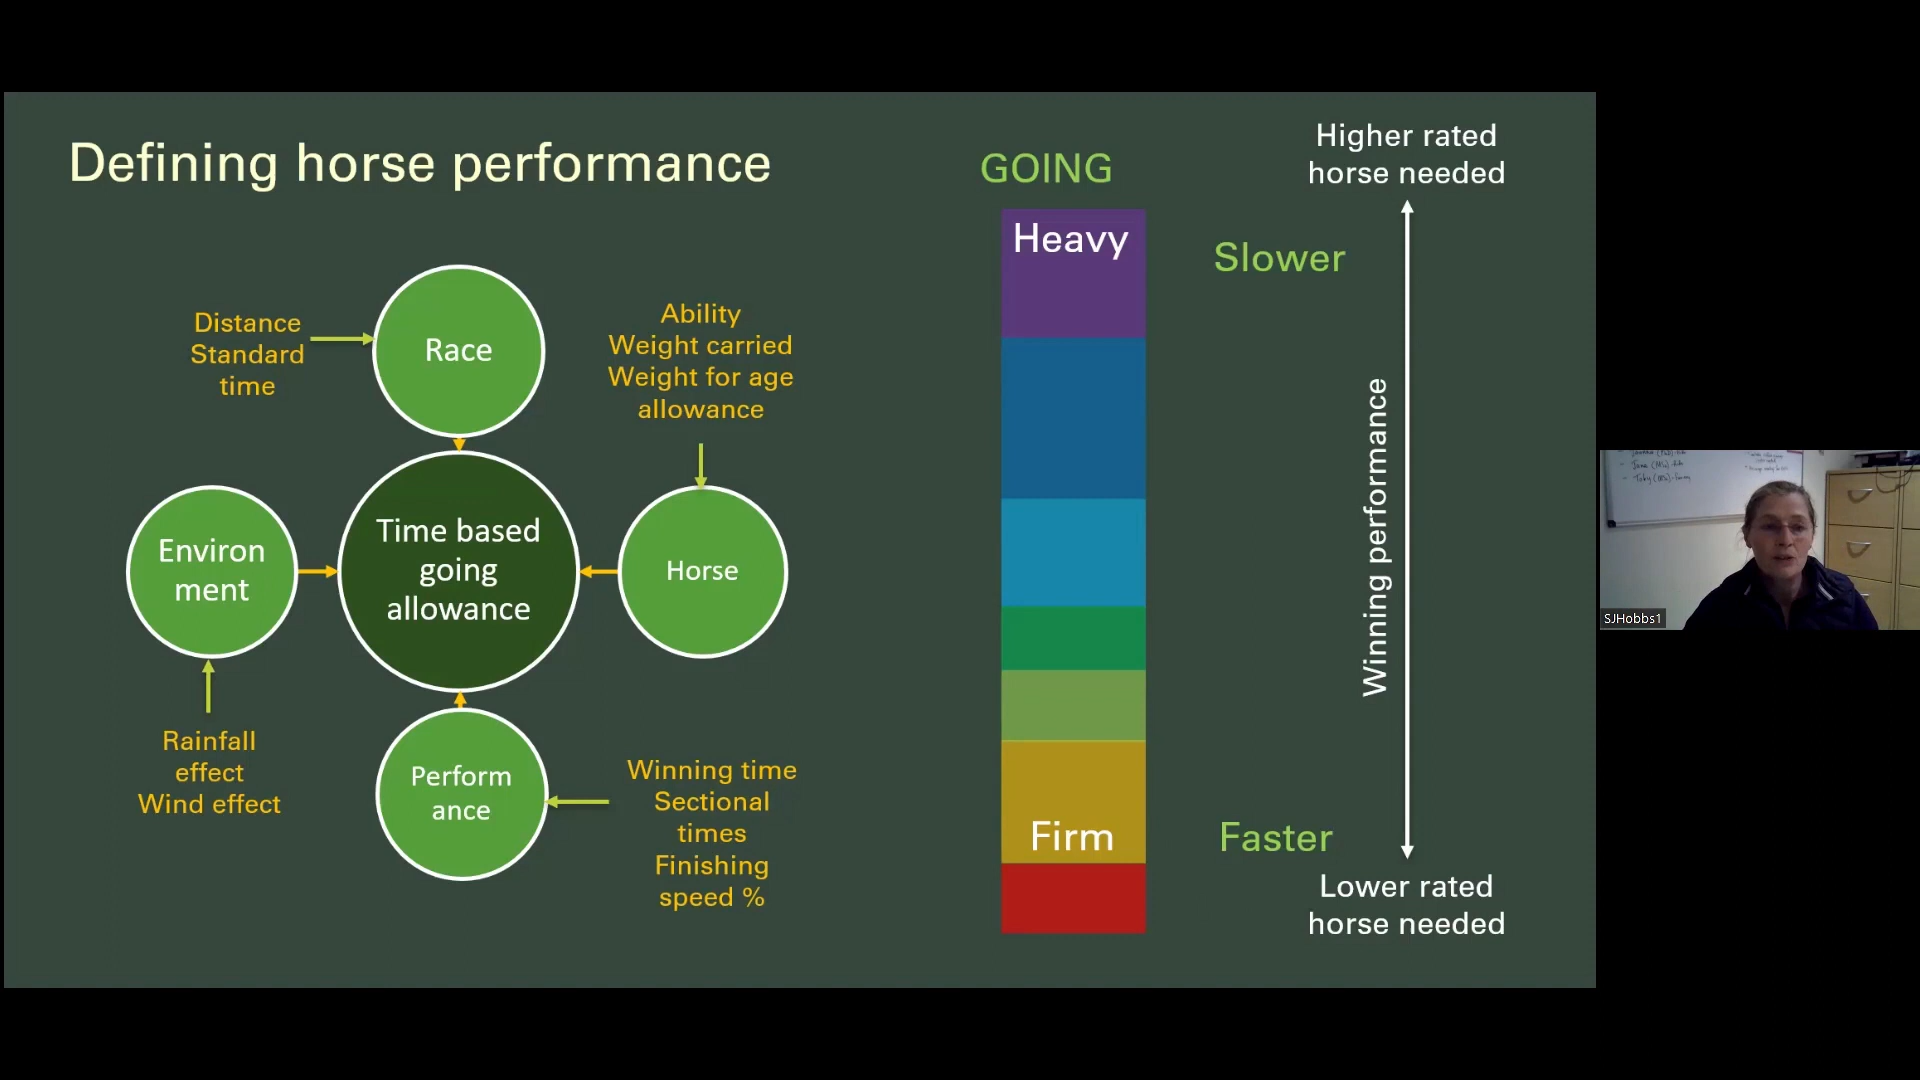 Defining horse performance
Distance
Standard
time
Race
Ability
Weight carried
Weight for age
allowance
Environ
ment
Time based
going
allowance
Horse
Rainfall
effect
Wind effect
Perform
ance
Winning time
Sectional
times
Finishing
speed %
GOING
Heavy
Firm
Slower
Faster
Higher rated
horse needed
Winning performance
Lower rated
horse needed
SJHobbs1